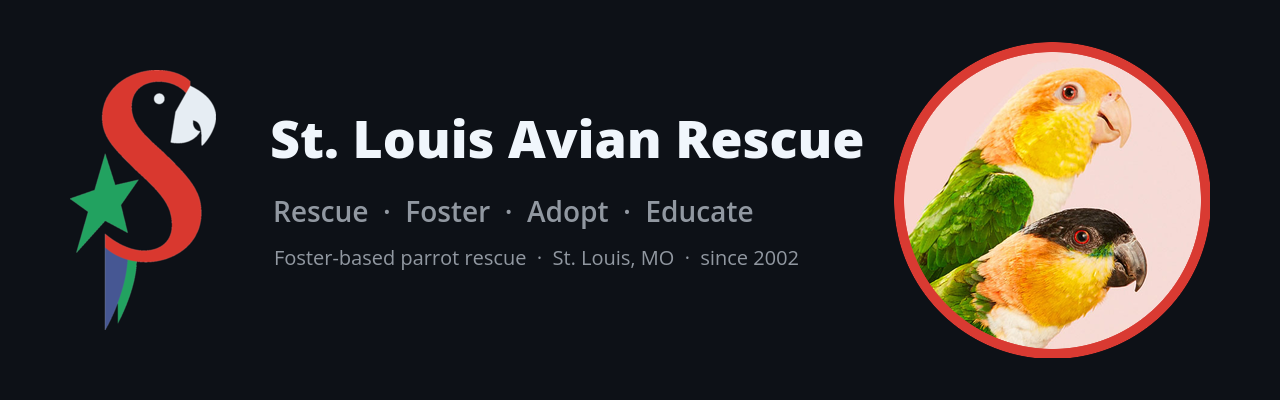 St. Louis Avian Rescue
Rescue · Foster · Adopt · Educate
Foster-based parrot rescue · St. Louis, MO · since 2002